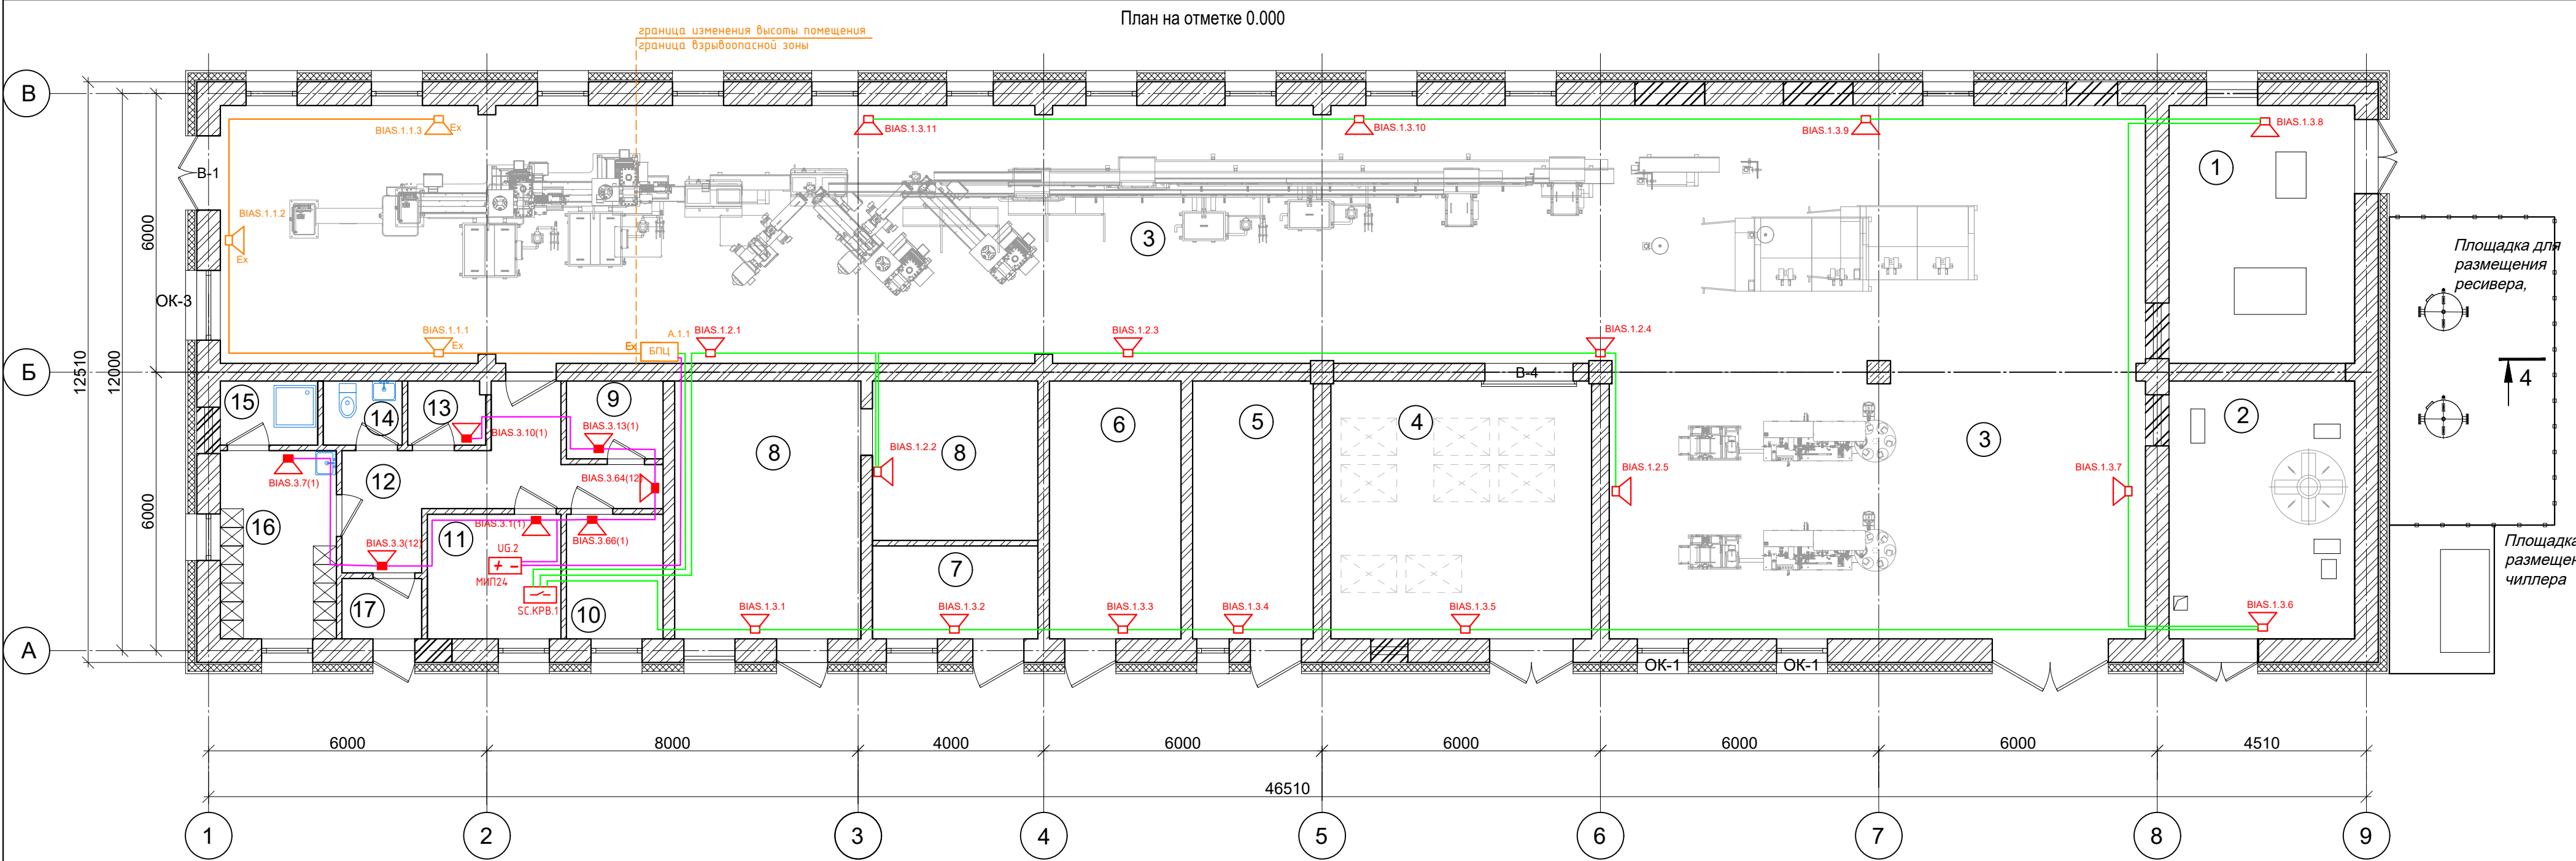 План на отметке 0.000
граница изменения высоты помещения
граница взрывоопасной зоны
В
BIAS.1.1.3
Ex
BIAS.1.3.11
BIAS.1.3.10
BIAS.1.3.9
BIAS.1.3.8
1
В-1
BIAS.1.1.2
Ex
6000
3
Площадка для
размещения
ресивера,
ОК-3
BIAS.1.1.1
Ex
А.1.1
Ex
БПЦ
BIAS.1.2.1
BIAS.1.2.3
BIAS.1.2.4
Б
12510
12000
В-4
4
15
14
13
9
BIAS.3.10(1)
BIAS.3.13(1)
8
BIAS.1.2.2
8
6
5
4
3
2
BIAS.3.7(1)
12
BIAS.3.64(12)
BIAS.1.2.5
BIAS.1.3.7
6000
16
BIAS.3.3(12)
11
BIAS.3.1(1)
BIAS.3.66(1)
UG.2
+ -
МИП24
SC.КРВ.1
10
17
7
BIAS.1.3.1
BIAS.1.3.2
BIAS.1.3.3
BIAS.1.3.4
BIAS.1.3.5
BIAS.1.3.6
Площадка
размещен
чиллера
А
ОК-1
ОК-1
6000
8000
4000
6000
6000
6000
6000
4510
46510
1
2
3
4
5
6
7
8
9